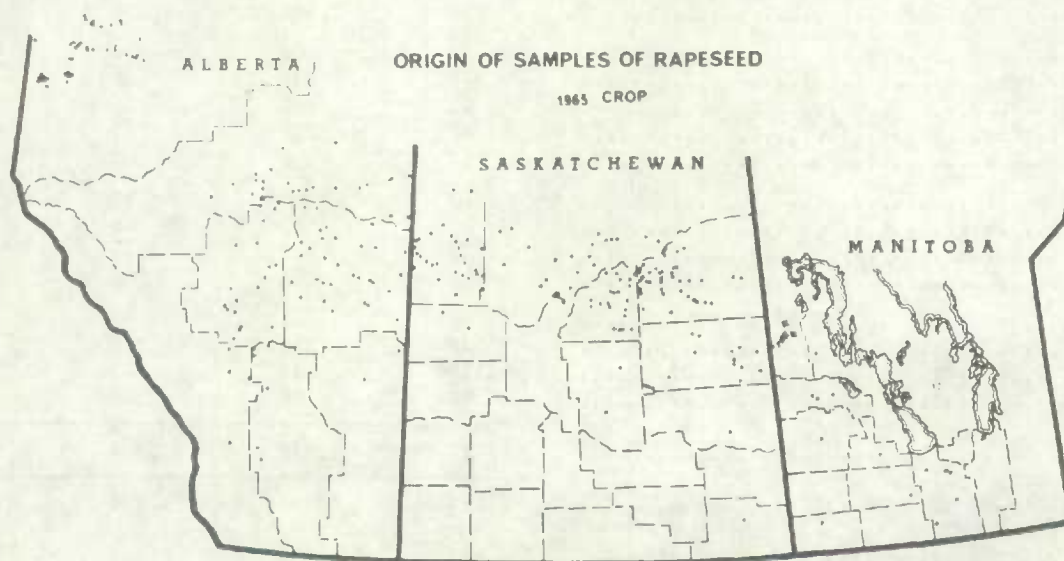 ORIGIN OF SAMPLES OF RAPESEED
1965 CROP
ALBERTA
SASKATCHEWAN
MANITOBA